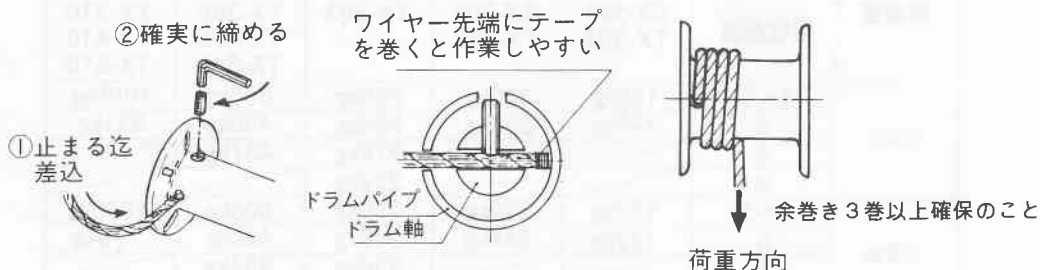 ②確実に締める
①止まる迄
差込
ワイヤー先端にテープ
を巻くと作業しやすい
ドラムパイプ
ドラム軸
余巻き3巻以上確保のこと
荷重方向